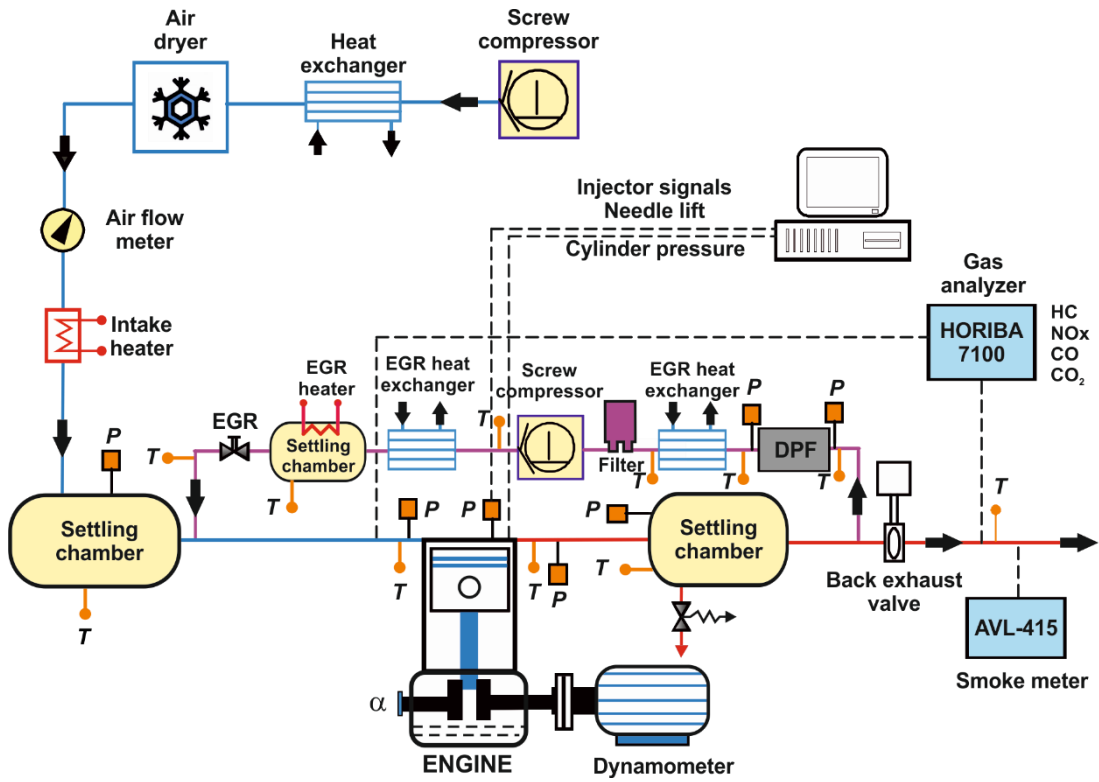 Air
dryer
Heat
exchanger
Screw
compressor
Air flow
meter
Injector signals
Needle lift
Cylinder pressure
Intake
heater
Gas
analyzer
HORIBA
7100
HC
NOx
CO
CO₂
EGR
heater
EGR heat
exchanger
Screw
compressor
EGR heat
exchanger
P
P
P
T
EGR
T
Settling
chamber
T
Filter
T
T
DPF
T
Settling
chamber
T
P
P
P
Settling
chamber
T
T
T
P
T
Back exhaust
valve
AVL-415
Smoke meter
α
ENGINE
Dynamometer